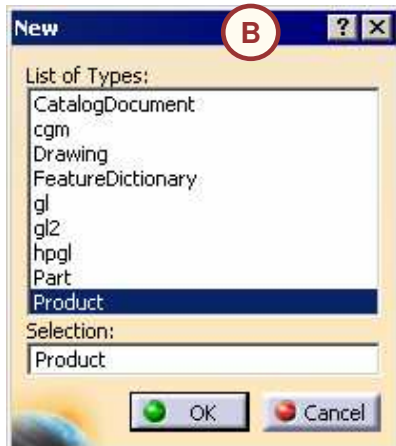 New
B
?
List of Types:
CatalogDocument
cgm
Drawing
FeatureDictionary
gl
gl2
hpgl
Part
Product
Selection:
Product
OK Cancel